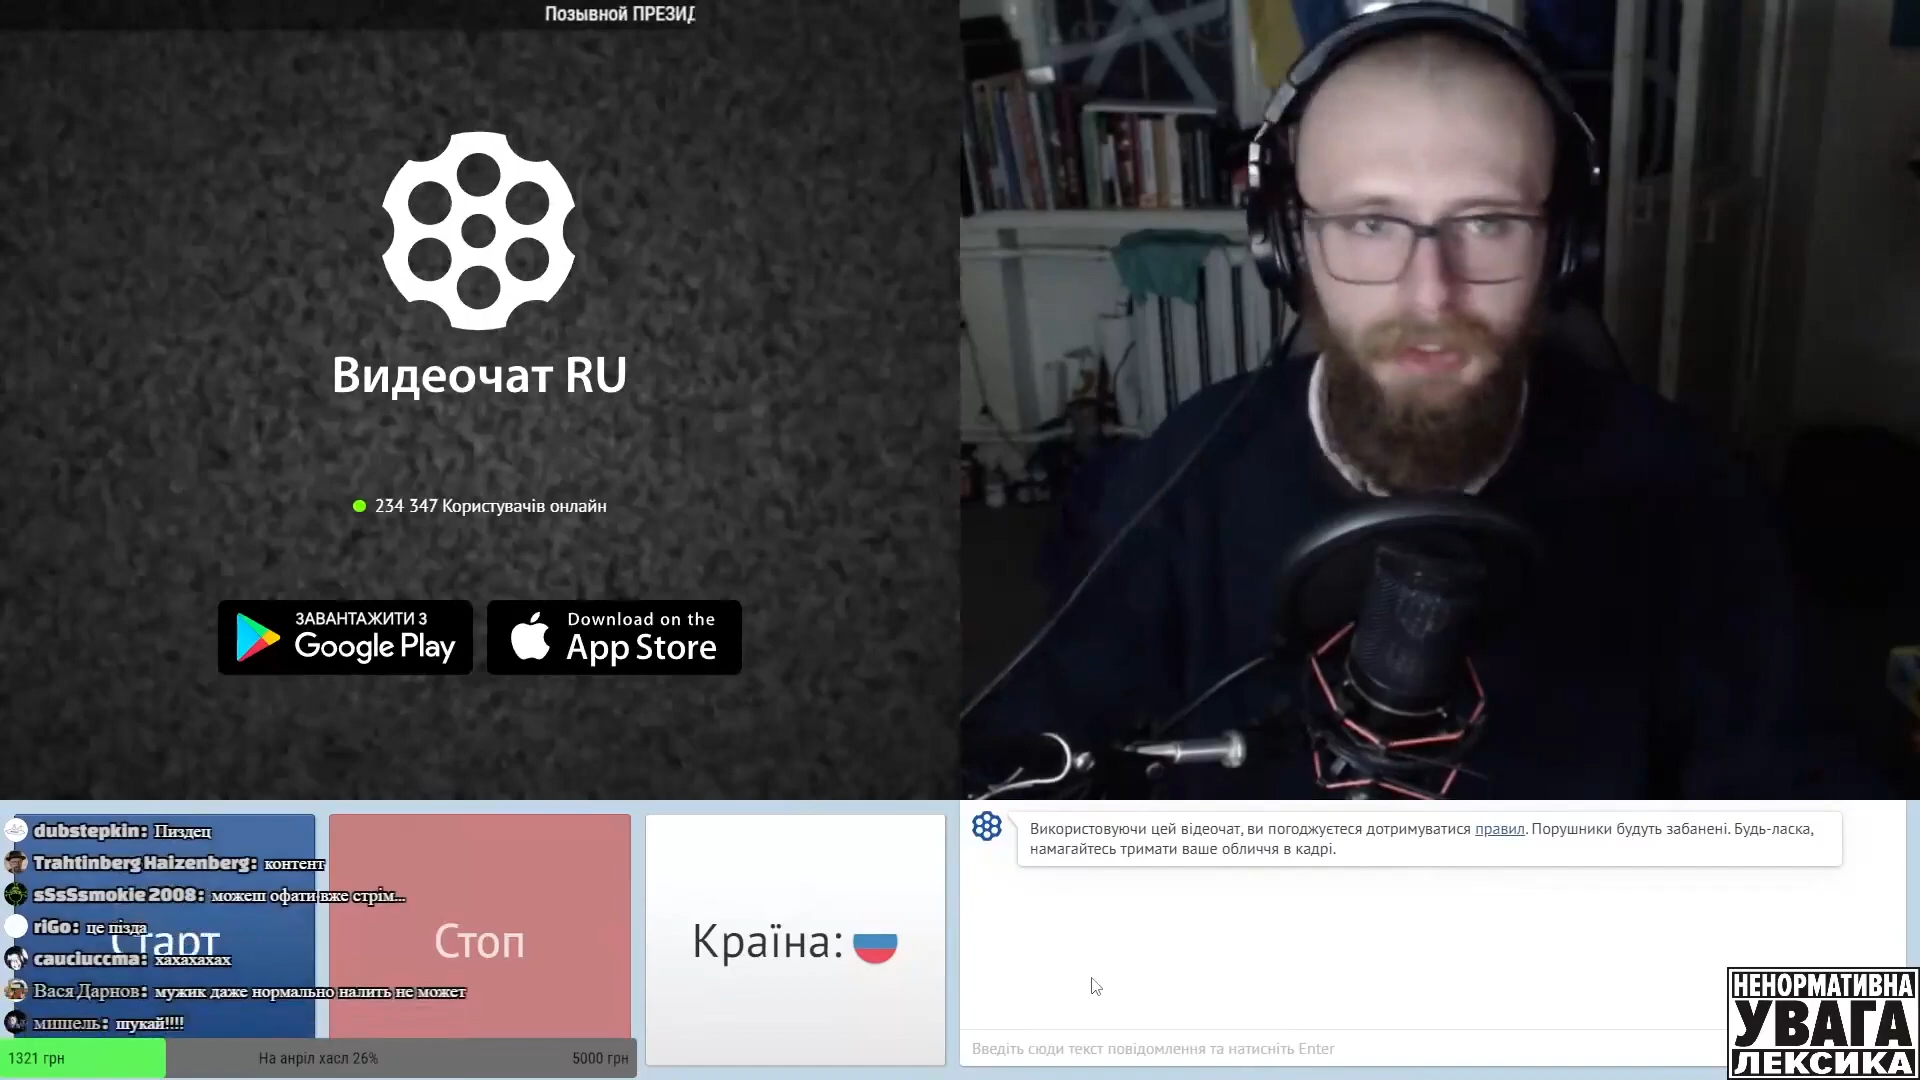 Позывной ПРЕЗИД
Видеочат RU
234 347 Користувачів онлайн
ЗАВАНТАЖИТИ З
Google Play
Download on the
App Store
dubstepkin: Пиздец
Trahtinberg Haizenberg: контент
sSsSsmokie 2008: можеш офати вже стрім...
riGo: це пізда
cauciuccma: хахахахах
Вася Дарнов: мужик даже нормально налить не может
мишель: шукай!!!!
Старт
Стоп
Країна:
1321 грн
На анріл хасл 26%
5000 грн
Використовуючи цей відеочат, ви погоджуєтеся дотримуватися правил. Порушники будуть забанені. Будь-ласка,
намагайтесь тримати ваше обличчя в кадрі.
Введіть сюди текст повідомлення та натисніть Enter
НЕНОРМАТИВНА
УВАГА
ЛЕКСИКА